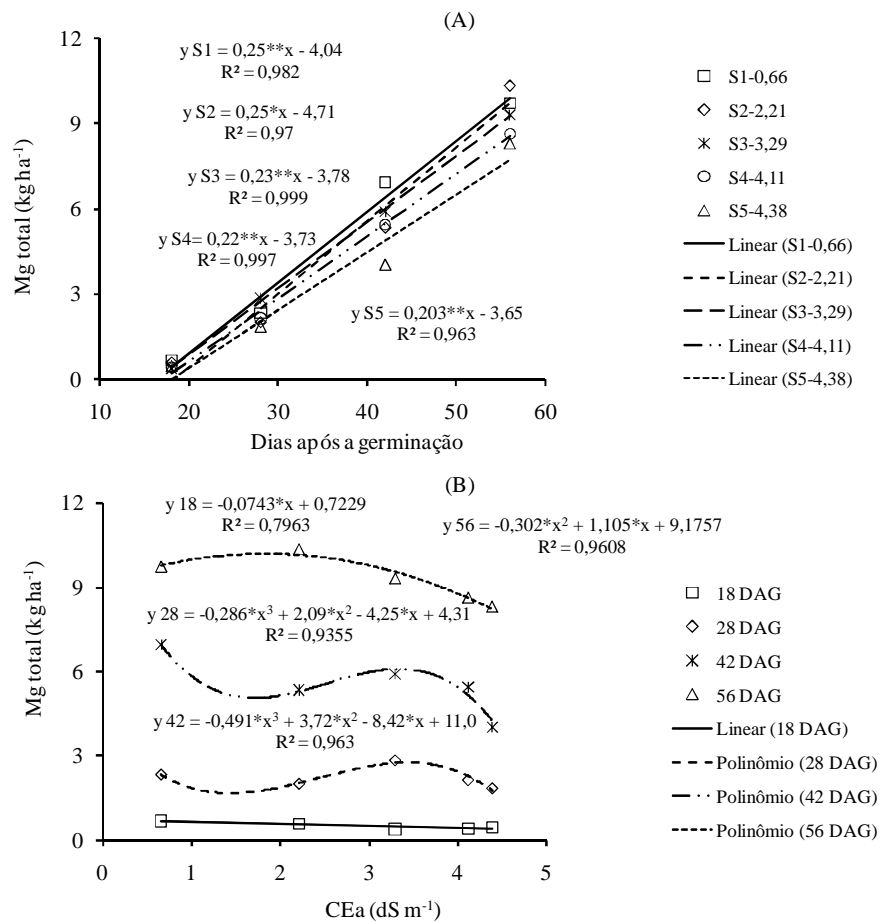 (A)
12
9
6
3
0
10
20
30
40
50
60
Mg total (kg ha-1)
Dias após a germinação
y S1 = 0,25**x - 4,04
R² = 0,982
y S2 = 0,25*x - 4,71
R² = 0,97
y S3 = 0,23**x - 3,78
R² = 0,999
y S4= 0,22**x - 3,73
R² = 0,997
y S5 = 0,203**x - 3,65
R² = 0,963
S1-0,66
S2-2,21
S3-3,29
S4-4,11
S5-4,38
Linear (S1-0,66)
Linear (S2-2,21)
Linear (S3-3,29)
Linear (S4-4,11)
Linear (S5-4,38)
(B)
12
9
6
3
0
0
1
2
3
4
5
Mg total (kg ha-1)
CEa (dS m-1)
y 18 = -0,0743*x + 0,7229
R² = 0,7963
y 56 = -0,302*x² + 1,105*x + 9,1757
R² = 0,9608
y 28 = -0,286*x³ + 2,09*x² - 4,25*x + 4,31
R² = 0,9355
y 42 = -0,491*x³ + 3,72*x² - 8,42*x + 11,0
R² = 0,963
18 DAG
28 DAG
42 DAG
56 DAG
Linear (18 DAG)
Polinômio (28 DAG)
Polinômio (42 DAG)
Polinômio (56 DAG)